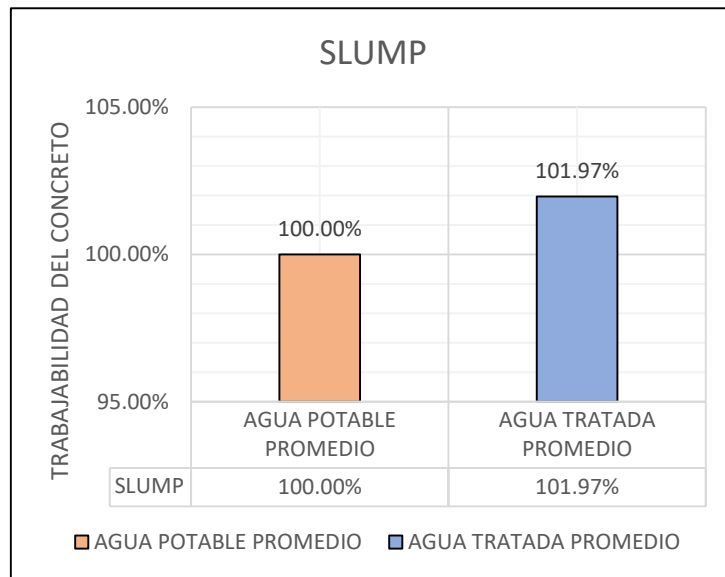 SLUMP
TRABAJABILIDAD DEL CONCRETO
105.00%
100.00%
95.00%
100.00%
101.97%
AGUA POTABLE
PROMEDIO
AGUA TRATADA
PROMEDIO
SLUMP 100.00% 101.97%
AGUA POTABLE PROMEDIO AGUA TRATADA PROMEDIO